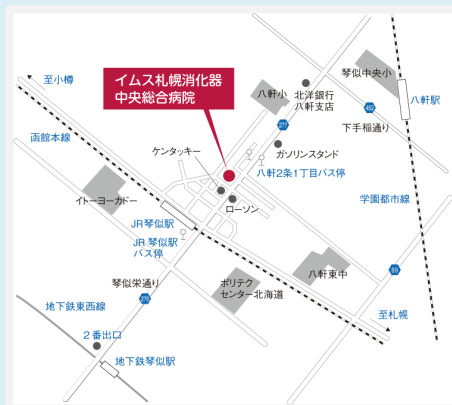 至小樽
イムス札幌消化器
中央総合病院
琴似中央小
八軒小
北洋銀行
八軒支店
八軒駅
452
277
下手稲通り
函館本線
ケンタッキー
ガソリンスタンド
八軒2条1丁目バス停
イトーヨーカドー
ローソン
学園都市線
JR琴似駅
JR 琴似駅
バス停
八軒東中
89
琴似栄通り
ポリテク
センター北海道
276
地下鉄東西線
至札幌
2番出口
地下鉄琴似駅